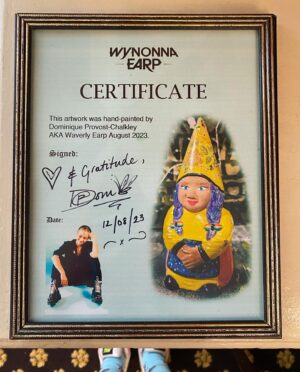 WYNONNA
EARP
CERTIFICATE
This artwork was hand-painted by
Dominique Provost-Chalkley
AKA Waverly Earp August 2023.
Signed:
♡ & Gratitude,
Dom
Date:
12/08/23
x